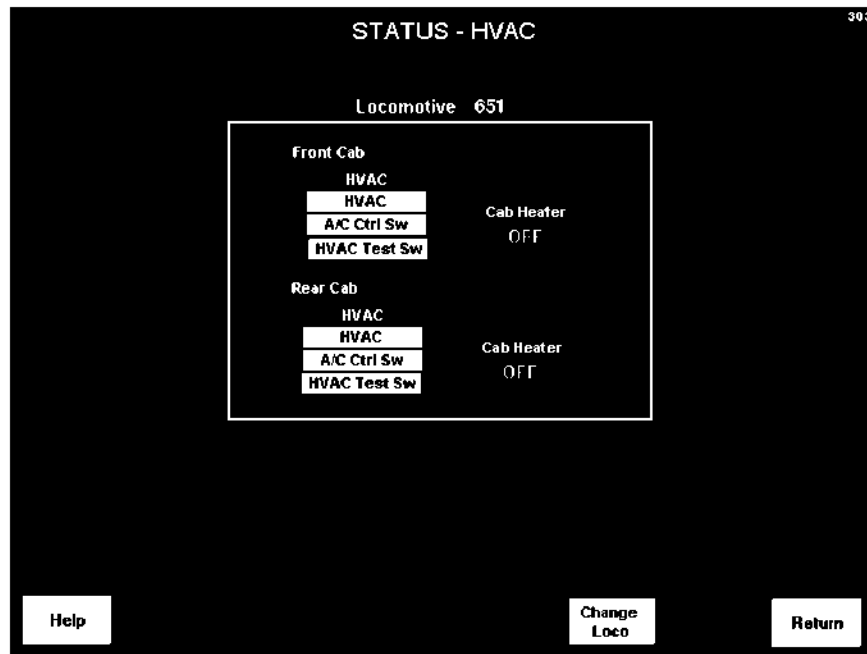 303
STATUS - HVAC
Locomotive 651
Front Cab
HVAC
HVAC
A/C Ctrl Sw
HVAC Test Sw
Cab Heater
OFF
Rear Cab
HVAC
HVAC
A/C Ctrl Sw
HVAC Test Sw
Cab Heater
OFF
Help
Change
Loco
Return